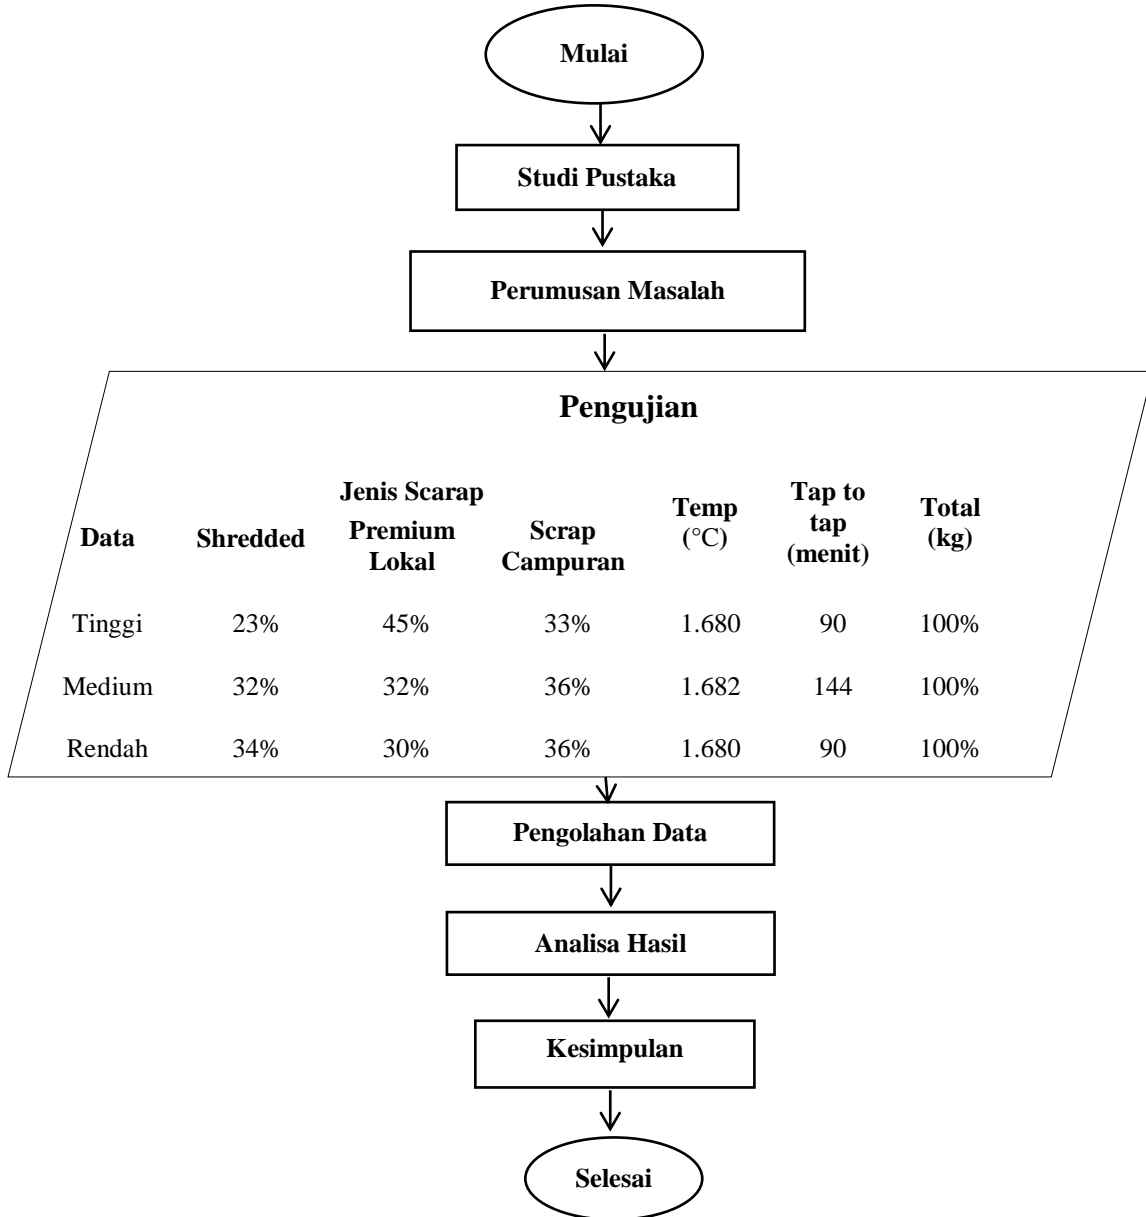 Mulai
Studi Pustaka
Perumusan Masalah
Pengujian
Data
Shredded
Jenis Scarap
Premium
Lokal
Scrap
Campuran
Temp
(°C)
Tap to
tap
(menit)
Total
(kg)
Tinggi 23% 45% 33% 1.680 90 100%
Medium 32% 32% 36% 1.682 144 100%
Rendah 34% 30% 36% 1.680 90 100%
Pengolahan Data
Analisa Hasil
Kesimpulan
Selesai